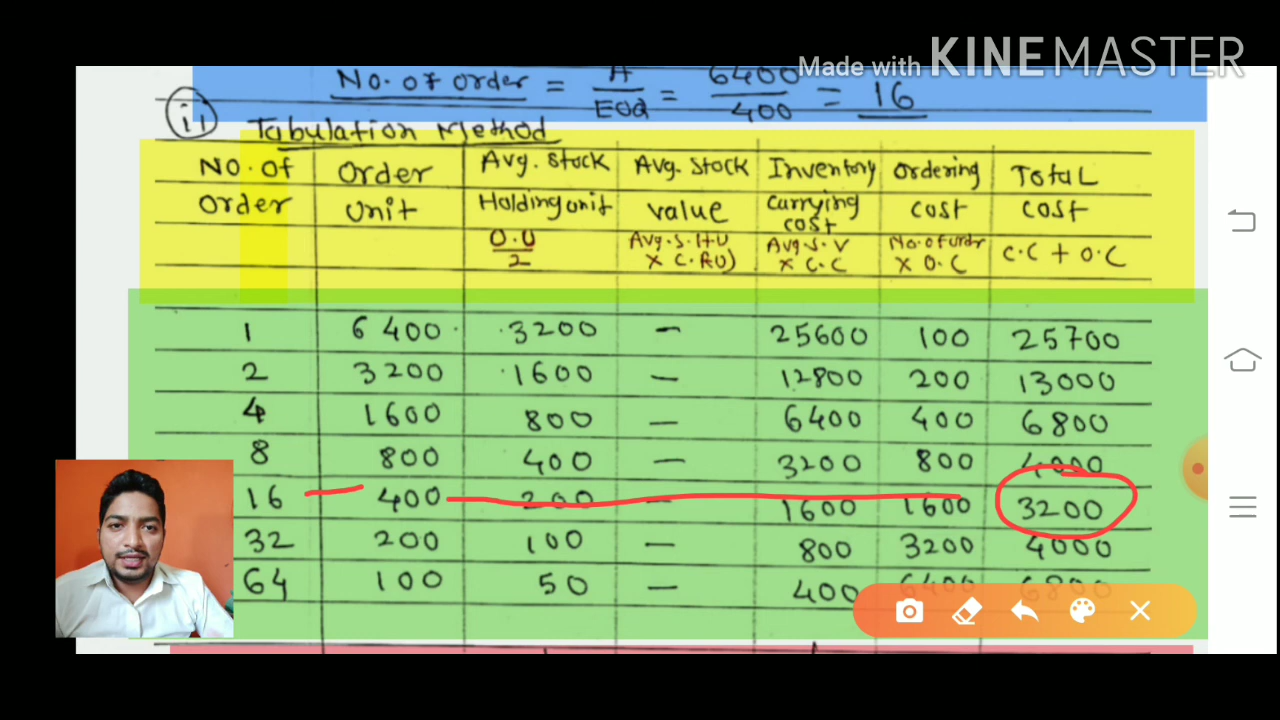 Made with KINEMASTER
No. of order = A / EOQ = 6400 / 400 = 16
ii) Tabulation Method
No. of Order | Order Unit | Avg. Stock Holding unit | Avg. Stock Value | Inventory carrying cost | Ordering cost | Total cost
O.U / 2 | Avg.S.H.U X C.P.(U) | Avg.S.V X C.C | No. of ordr X O.C | C.C + O.C
1 | 6400 | 3200 | — | 25600 | 100 | 25700
2 | 3200 | 1600 | — | 12800 | 200 | 13000
4 | 1600 | 800 | — | 6400 | 400 | 6800
8 | 800 | 400 | — | 3200 | 800 | 4000
16 | 400 | 200 | — | 1600 | 1600 | 3200
32 | 200 | 100 | — | 800 | 3200 | 4000
64 | 100 | 50 | — | 400 | 6400 | 6800